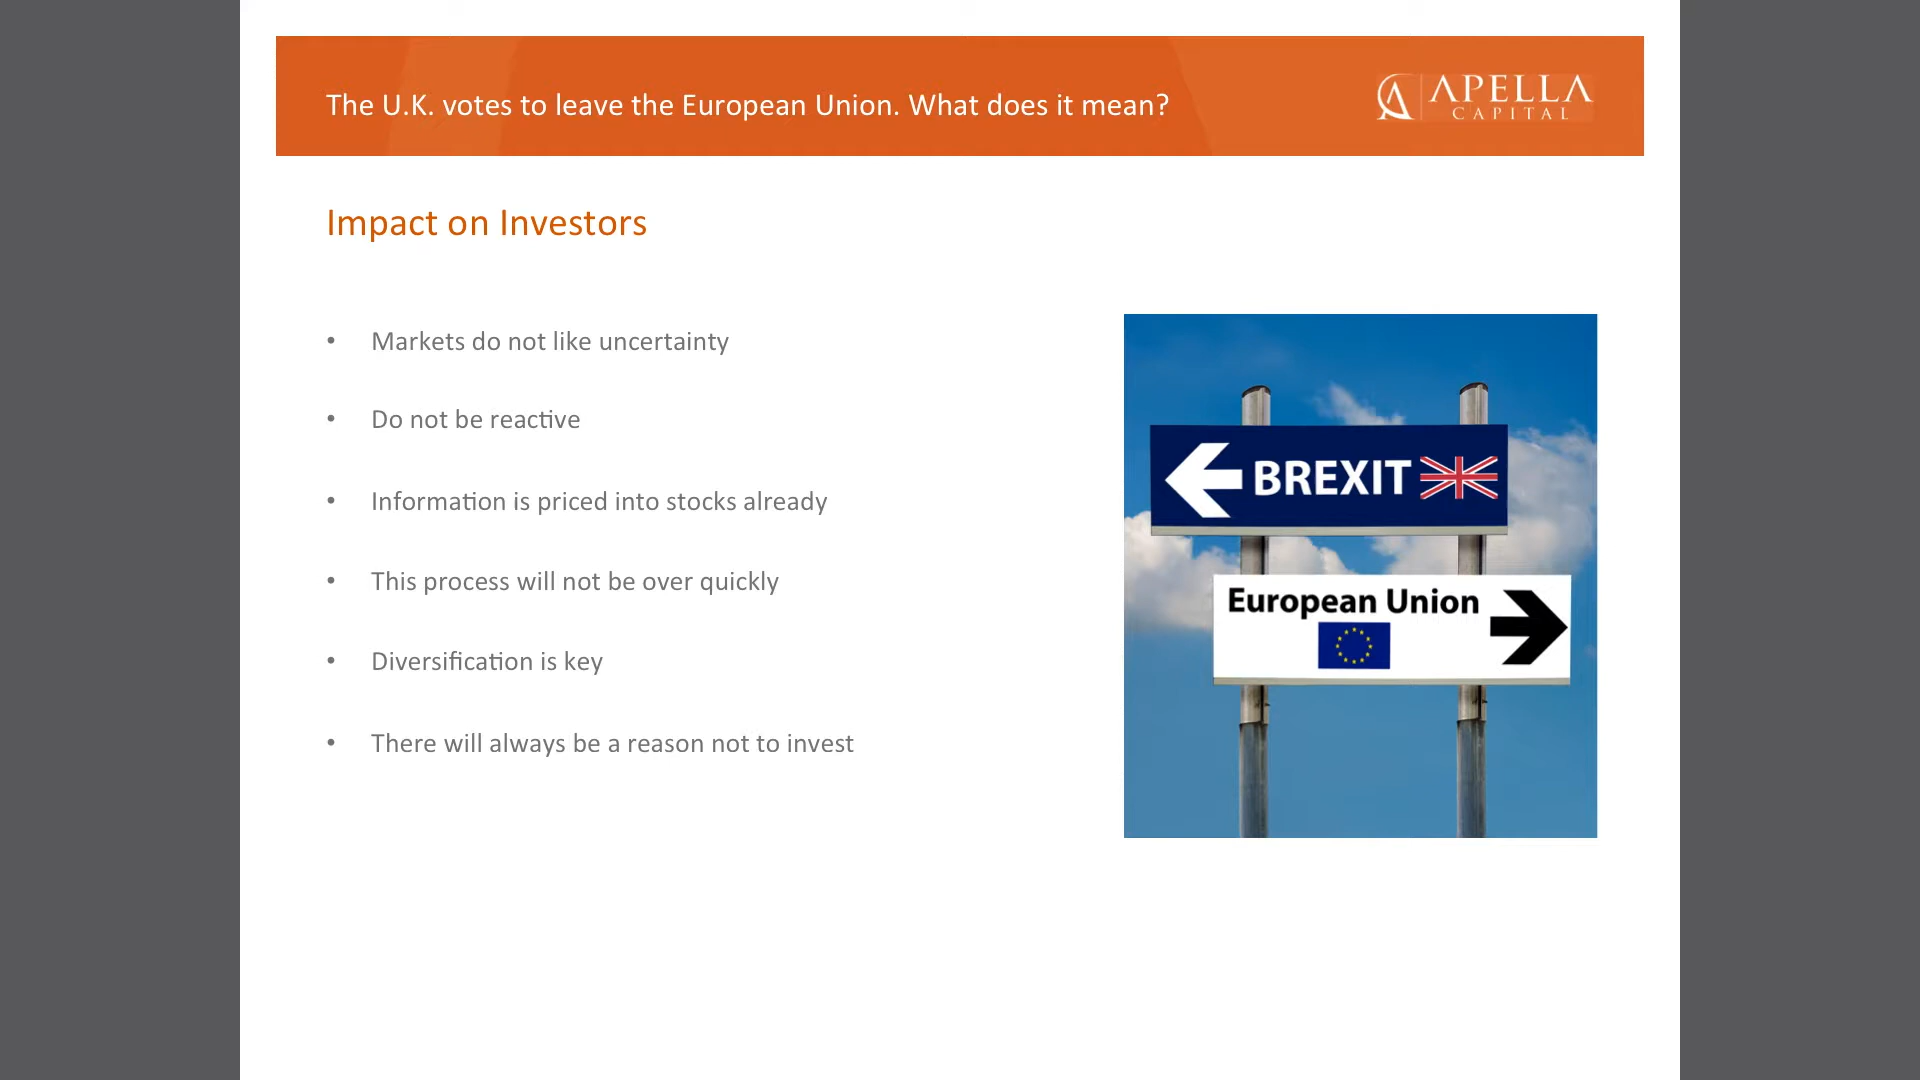 The U.K. votes to leave the European Union. What does it mean?
APELLA
CAPITAL
Impact on Investors
• Markets do not like uncertainty
• Do not be reactive
• Information is priced into stocks already
• This process will not be over quickly
• Diversification is key
• There will always be a reason not to invest
BREXIT
European Union